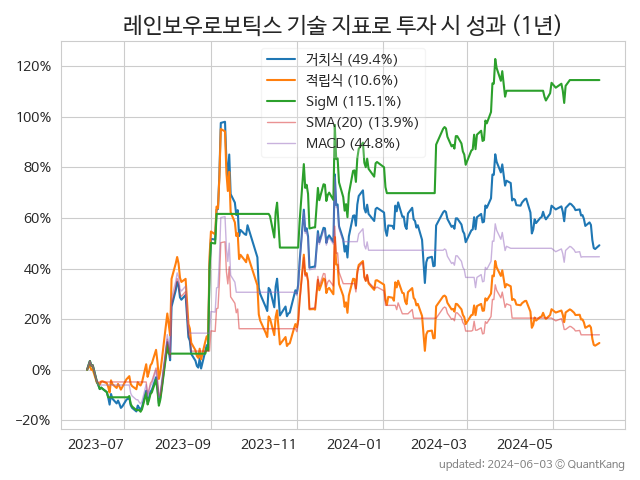 레인보우로보틱스 기술 지표로 투자 시 성과 (1년)
거치식 (49.4%)
적립식 (10.6%)
SigM (115.1%)
SMA(20) (13.9%)
MACD (44.8%)
120%
100%
80%
60%
40%
20%
0%
−20%
2023-07 2023-09 2023-11 2024-01 2024-03 2024-05
updated: 2024-06-03 ⓒ QuantKang